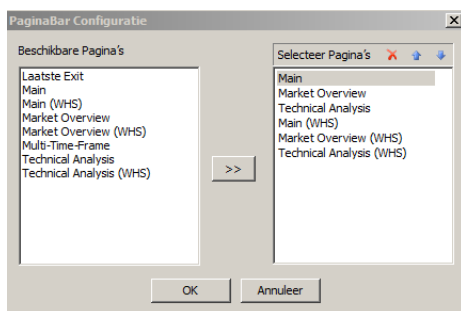 PaginaBar Configuratie
Beschikbare Pagina's
Laatste Exit
Main
Main (WHS)
Market Overview
Market Overview (WHS)
Multi-Time-Frame
Technical Analysis
Technical Analysis (WHS)
>>
Selecteer Pagina's
Main
Market Overview
Technical Analysis
Main (WHS)
Market Overview (WHS)
Technical Analysis (WHS)
OK
Annuleer